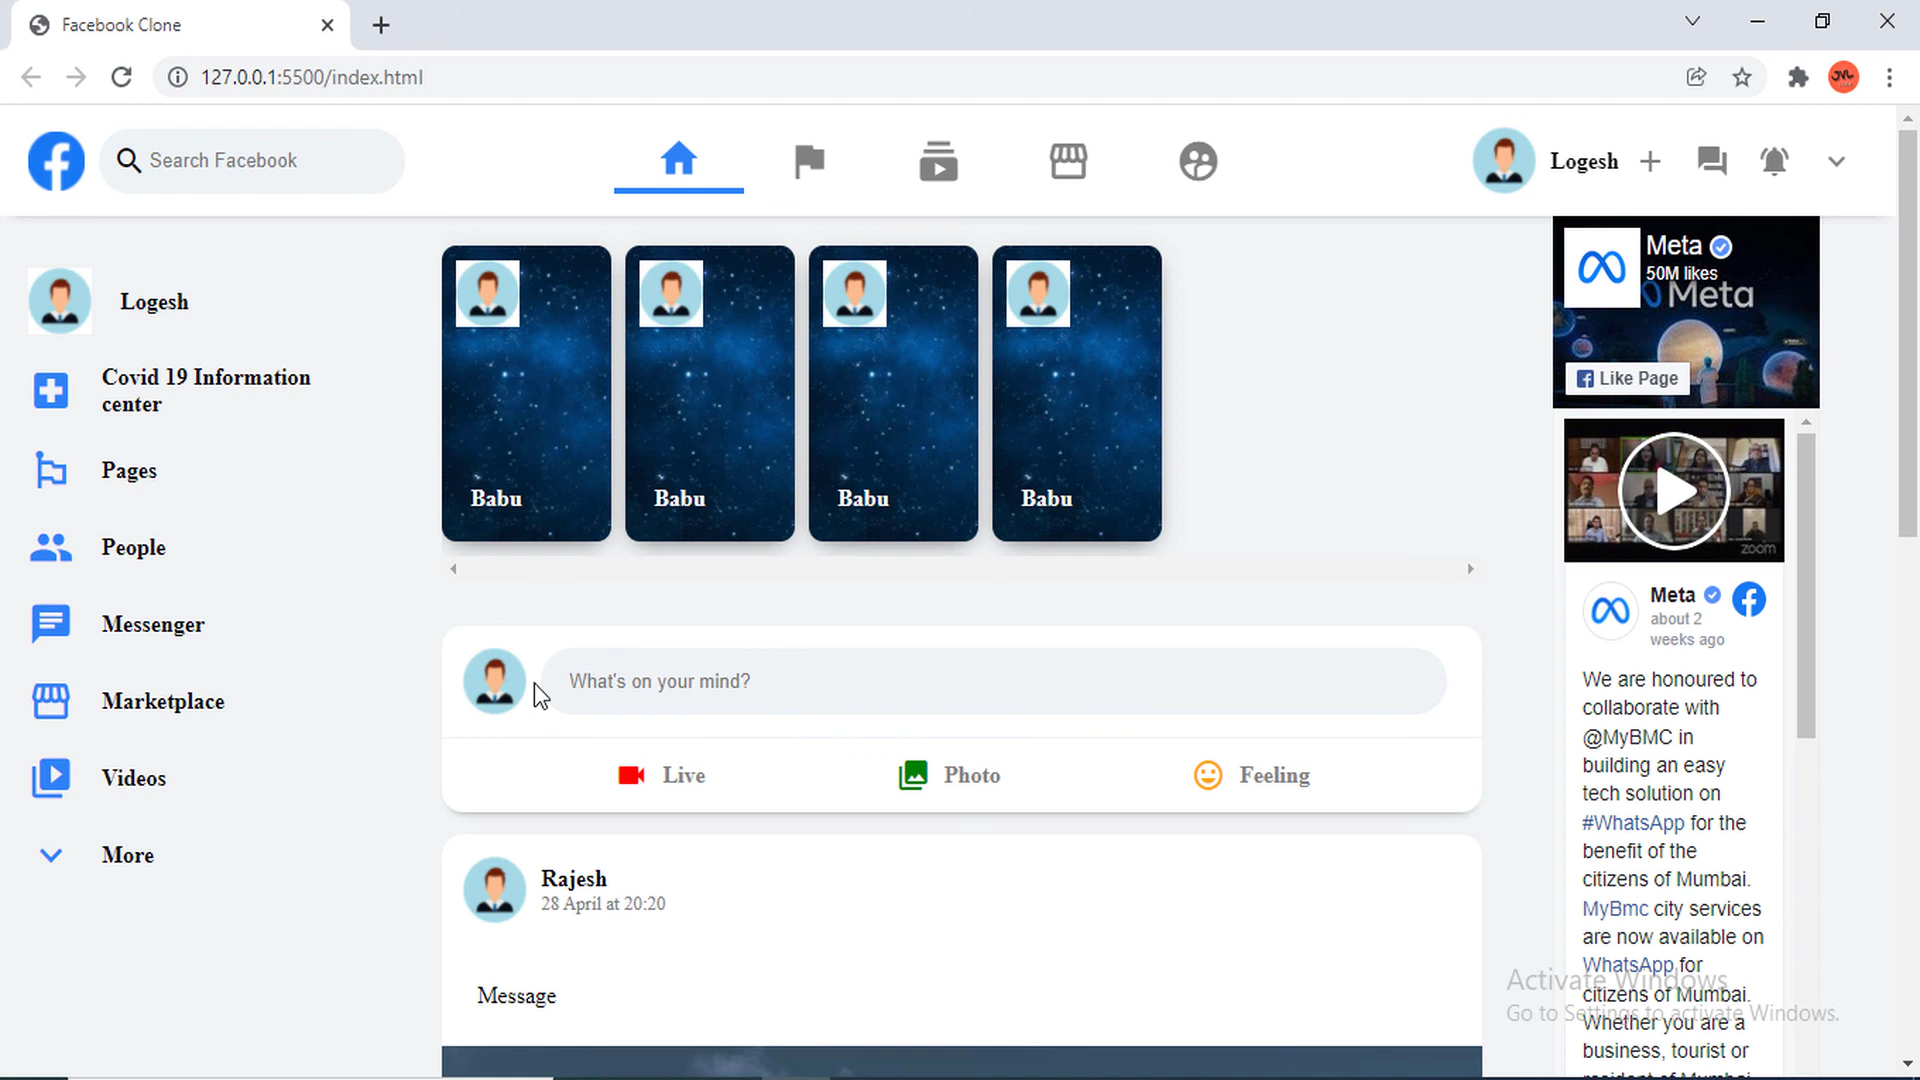 Facebook Clone
127.0.0.1:5500/index.html
JVL
Search Facebook
Logesh
Logesh
Covid 19 Information
center
Pages
People
Messenger
Marketplace
Videos
More
Babu
Babu
Babu
Babu
What's on your mind?
Live
Photo
Feeling
Rajesh
28 April at 20:20
Message
Meta
50M likes
Meta
Like Page
zoom
Meta
about 2
weeks ago
We are honoured to
collaborate with
@MyBMC in
building an easy
tech solution on
#WhatsApp for the
benefit of the
citizens of Mumbai.
MyBmc city services
are now available on
WhatsApp for
citizens of Mumbai.
Whether you are a
business, tourist or
resident of Mumbai
Activate Windows
Go to Settings to activate Windows.